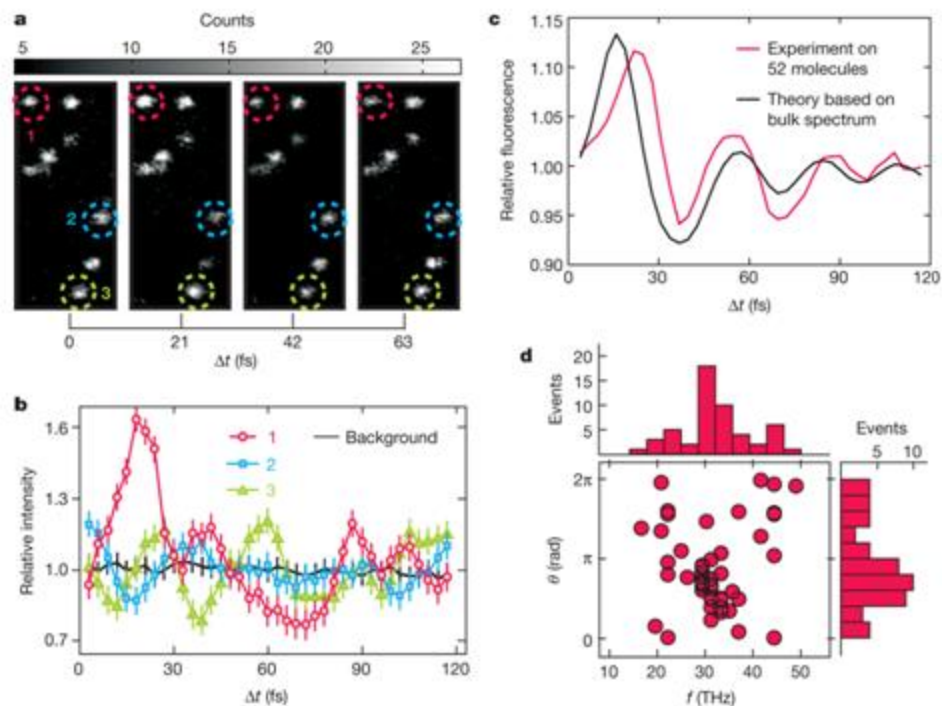 a
Counts
5 10 15 20 25
1
2
3
0 21 42 63
Δt (fs)
b
Relative intensity
1.6
1.3
1.0
0.7
1
2
3
Background
0 30 60 90 120
Δt (fs)
c
Relative fluorescence
1.15
1.10
1.05
1.00
0.95
0.90
Experiment on
52 molecules
Theory based on
bulk spectrum
0 30 60 90 120
Δt (fs)
d
Events
20
15
10
5
Events
5 10
θ (rad)
2π
π
0
10 20 30 40 50
f (THz)